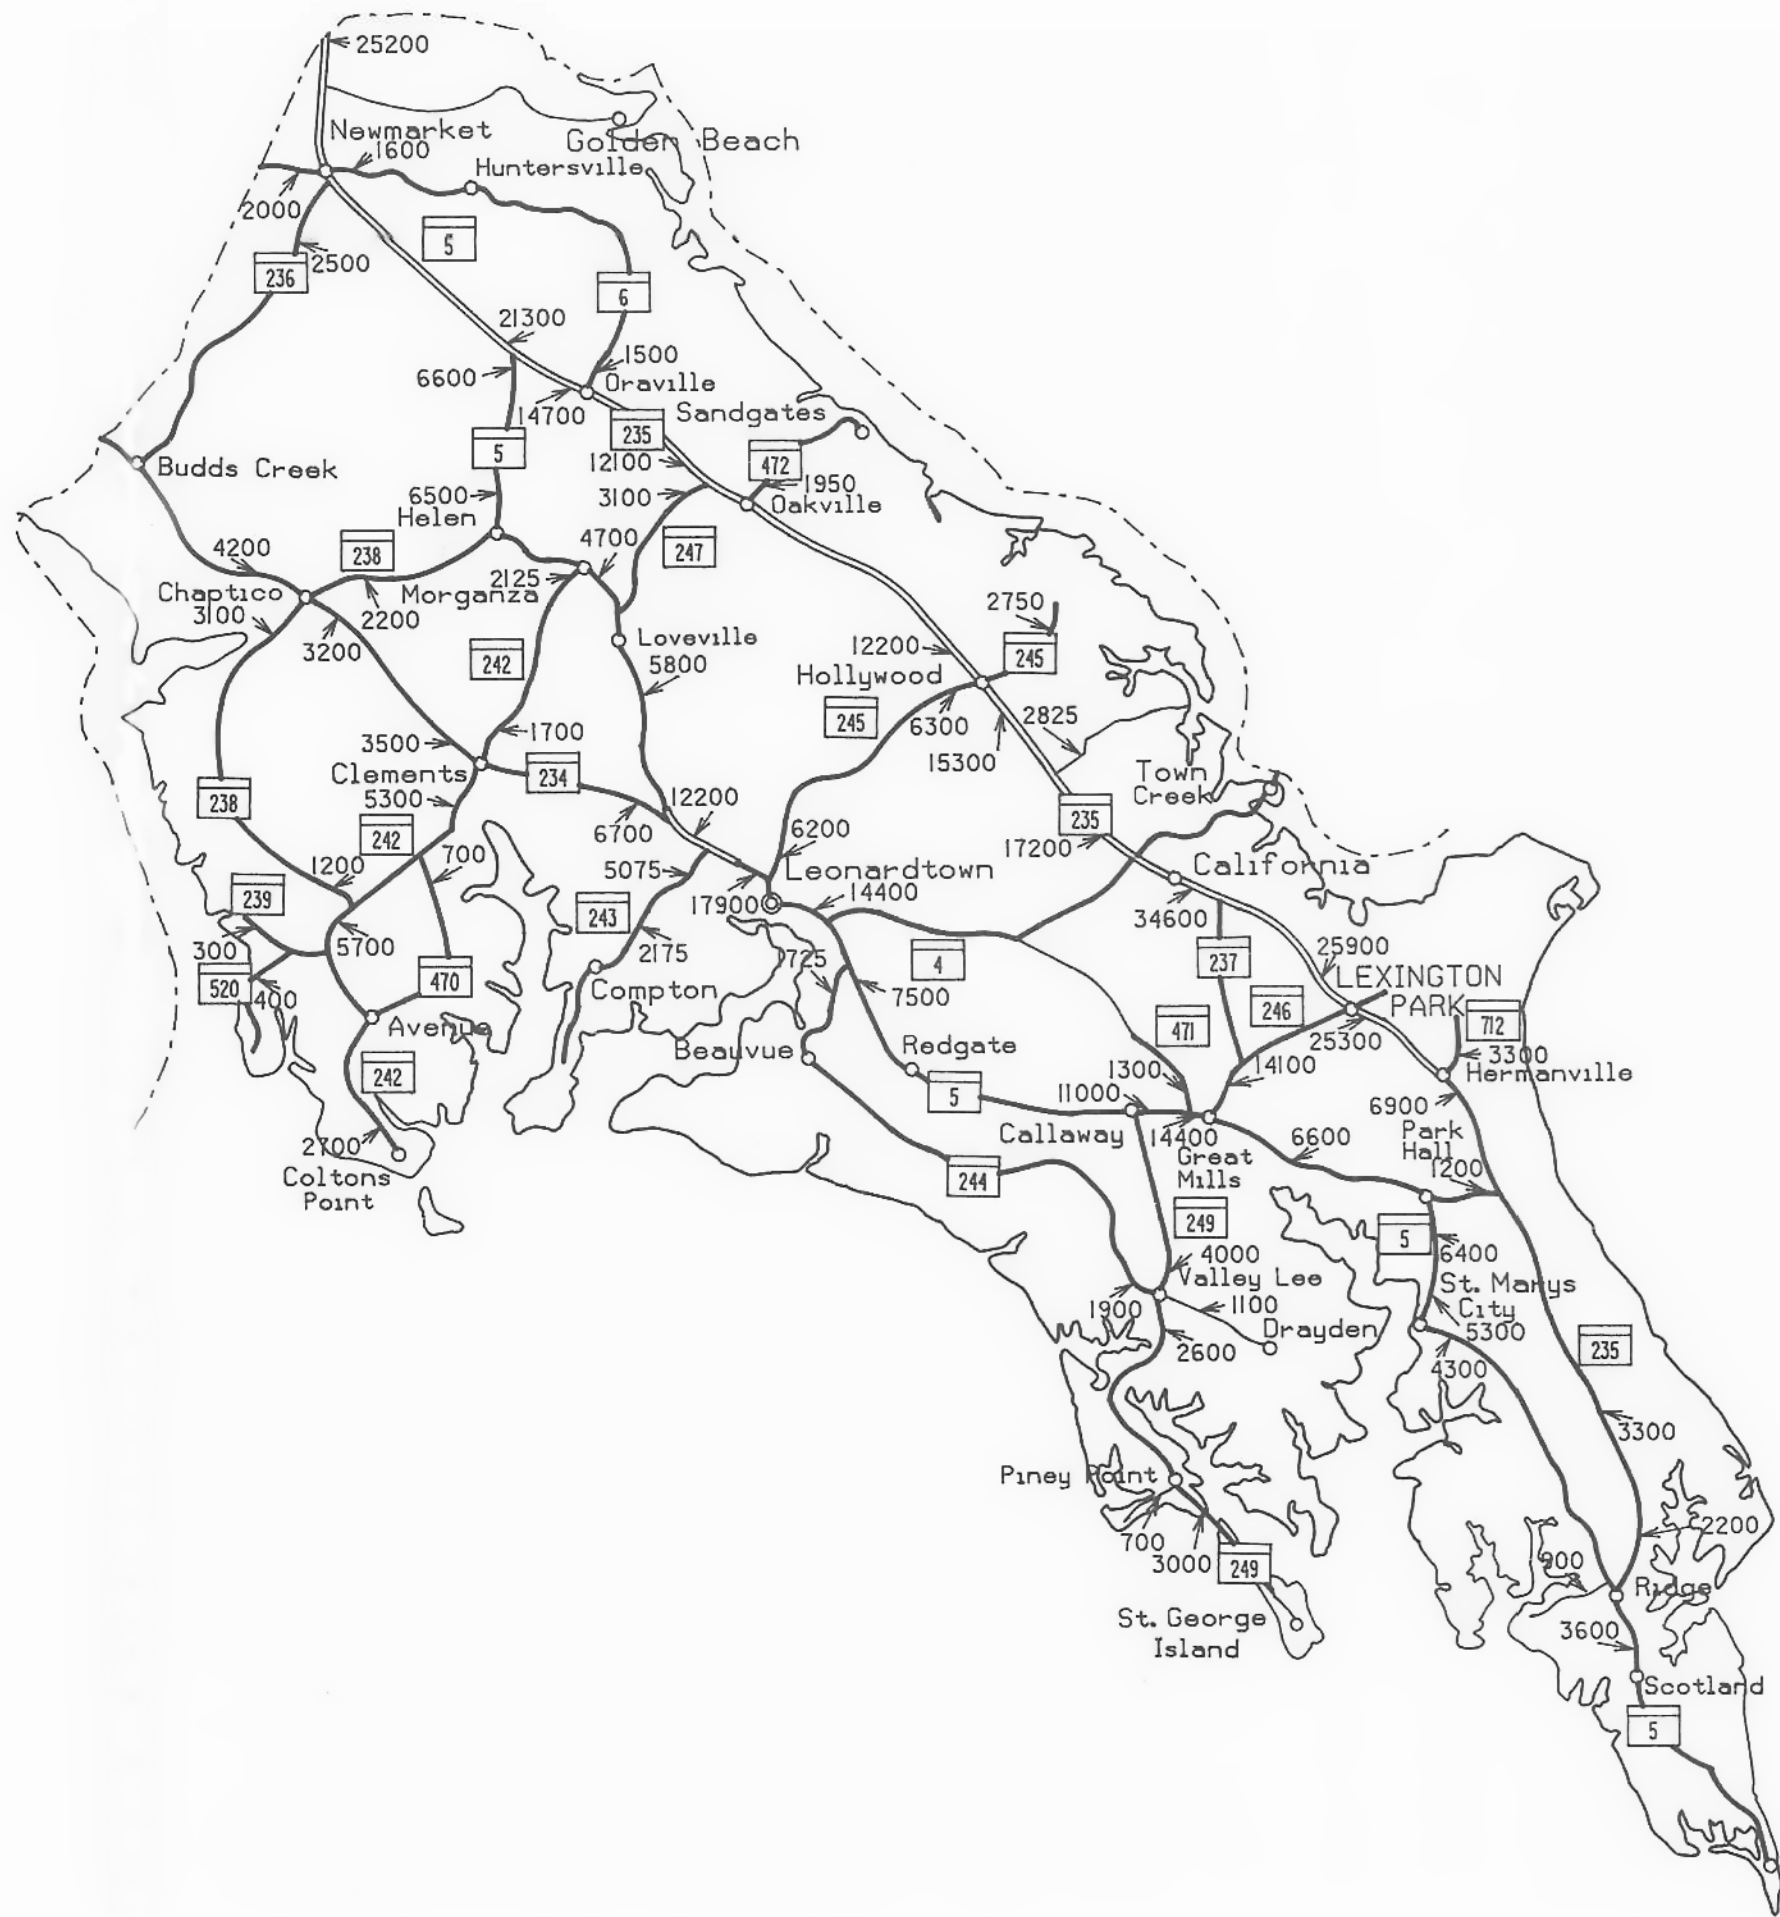 25200
Newmarket
1600
Golden Beach
Huntersville
2000
5
2500
236
6
21300
1500
6600
Oraville
14700
Sandgates
235
5
12100
472
Budds Creek
1950
6500
3100
Oakville
Helen
4200
238
4700
247
2125
Chaptico
Morganza
3100
2200
2750
3200
Loveville
12200
242
5800
245
Hollywood
245
6300
2825
1700
3500
15300
Clements
234
Town
Creek
5300
238
12200
235
6700
6200
17200
242
700
1200
5075
Leonardtown
California
14400
239
17900
243
34600
300
5700
2175
1725
4
25900
237
520
400
470
LEXINGTON
PARK
Compton
7500
246
712
Avenue
471
Beauvue
Redgate
25300
3300
Hermanville
242
1300
14100
5
11000
6900
2700
Callaway
14400
6600
Park
Hall
Coltons
Point
244
Great
Mills
1200
249
5
6400
4000
Valley Lee
St. Marys
City
1900
1100
5300
Drayden
2600
235
4300
3300
Piney Point
700
3000
249
2200
900
Ridge
St. George
Island
3600
Scotland
5